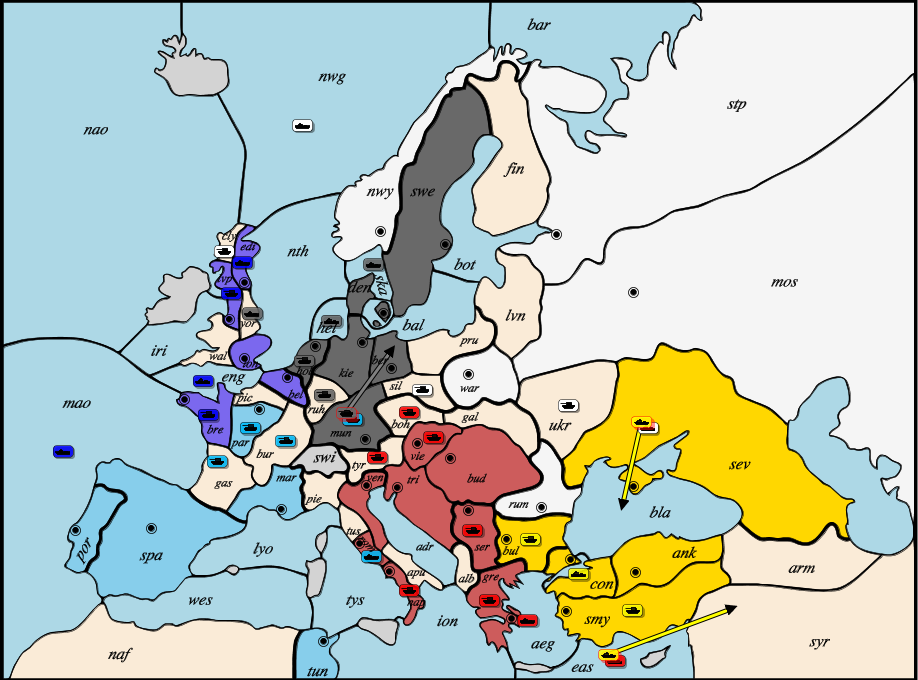 bar
nwg
stp
nao
fin
nwy
swe
cly
edi
nth
bot
mos
ska
den
lvp
lvn
yor
hel
bal
iri
wal
pru
lon
hol
kie
ber
eng
war
bel
sil
mao
pic
ruh
bre
par
mun
boh
gal
ukr
bur
vie
sev
swi
tyr
gas
mar
ven
tri
bud
rum
pie
bla
por
spa
lyo
tus
adr
ser
bul
ank
apu
alb
gre
con
arm
wes
tys
nap
ion
smy
aeg
syr
naf
tun
eas